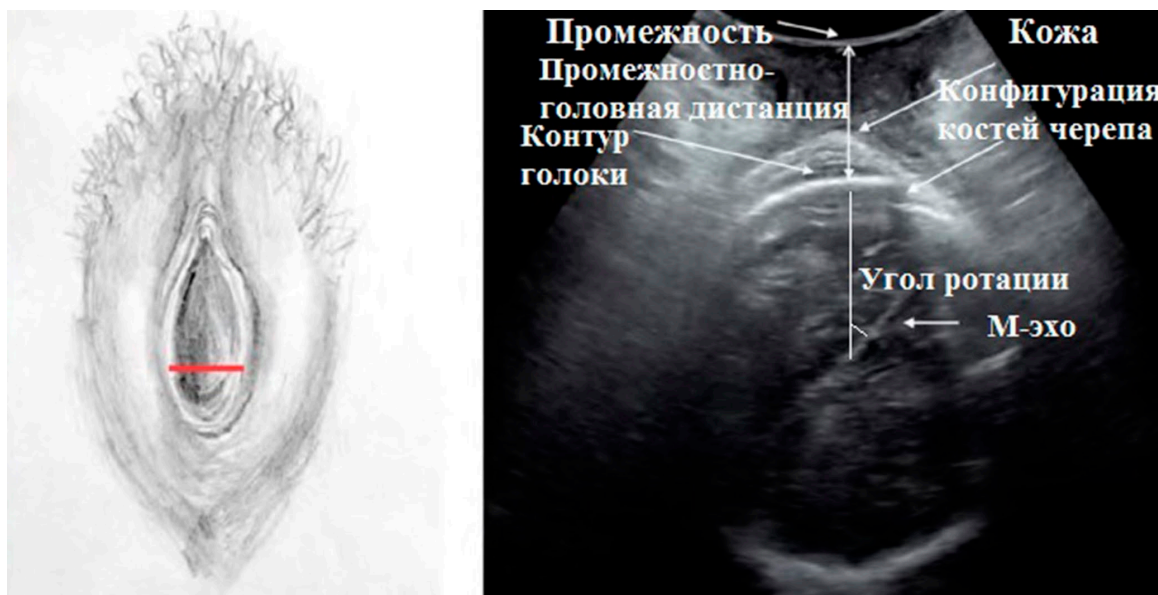 Промежность
Кожа
Промежностно-
головная дистанция
Контур
голоки
Конфигурация
костей черепа
Угол ротации
М-эхо